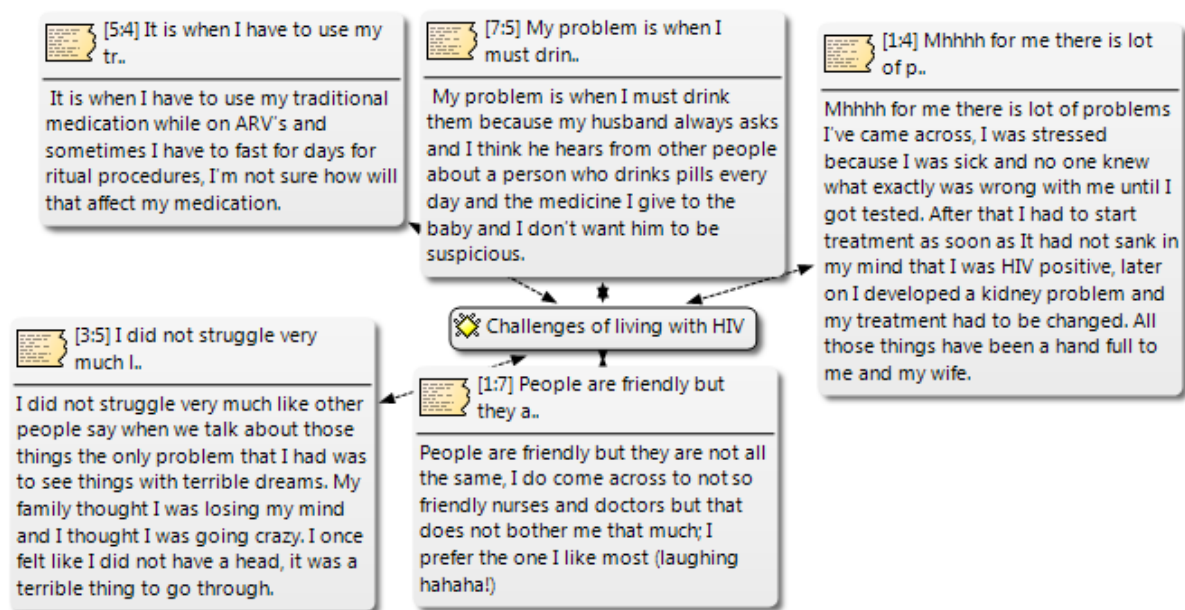 [5:4] It is when I have to use my
tr..
It is when I have to use my traditional
medication while on ARV's and
sometimes I have to fast for days for
ritual procedures, I'm not sure how will
that affect my medication.
[7:5] My problem is when I
must drin..
My problem is when I must drink
them because my husband always asks
and I think he hears from other people
about a person who drinks pills every
day and the medicine I give to the
baby and I don't want him to be
suspicious.
[1:4] Mhhhh for me there is lot
of p..
Mhhhh for me there is lot of problems
I've came across, I was stressed
because I was sick and no one knew
what exactly was wrong with me until I
got tested. After that I had to start
treatment as soon as It had not sank in
my mind that I was HIV positive, later
on I developed a kidney problem and
my treatment had to be changed. All
those things have been a hand full to
me and my wife.
Challenges of living with HIV
[3:5] I did not struggle very
much l..
I did not struggle very much like other
people say when we talk about those
things the only problem that I had was
to see things with terrible dreams. My
family thought I was losing my mind
and I thought I was going crazy. I once
felt like I did not have a head, it was a
terrible thing to go through.
[1:7] People are friendly but
they a..
People are friendly but they are not all
the same, I do come across to not so
friendly nurses and doctors but that
does not bother me that much; I
prefer the one I like most (laughing
hahaha!)